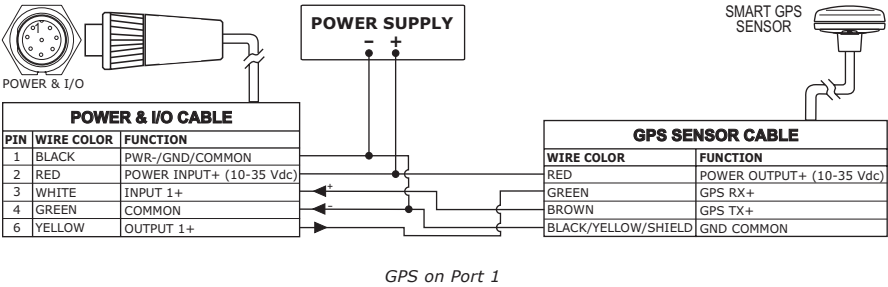 POWER SUPPLY
– +
SMART GPS
SENSOR
1
POWER & I/O
POWER & I/O CABLE
PIN WIRE COLOR FUNCTION
1 BLACK PWR-/GND/COMMON
2 RED POWER INPUT+ (10-35 Vdc)
3 WHITE INPUT 1+
4 GREEN COMMON
6 YELLOW OUTPUT 1+
+
-
GPS SENSOR CABLE
WIRE COLOR FUNCTION
RED POWER OUTPUT+ (10-35 Vdc)
GREEN GPS RX+
BROWN GPS TX+
BLACK/YELLOW/SHIELD GND COMMON
GPS on Port 1